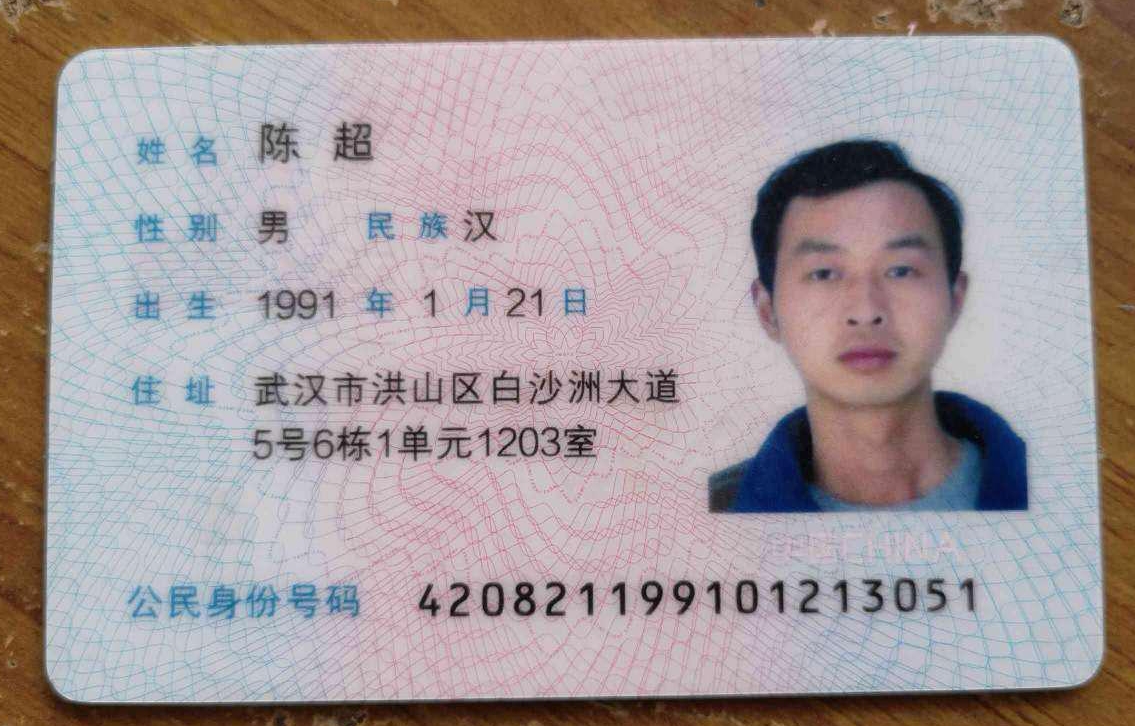 姓名 陈超
性别 男 民族 汉
出生 1991 年 1 月 21 日
住址 武汉市洪山区白沙洲大道
5号6栋1单元1203室
CHINA
公民身份号码 420821199101213051